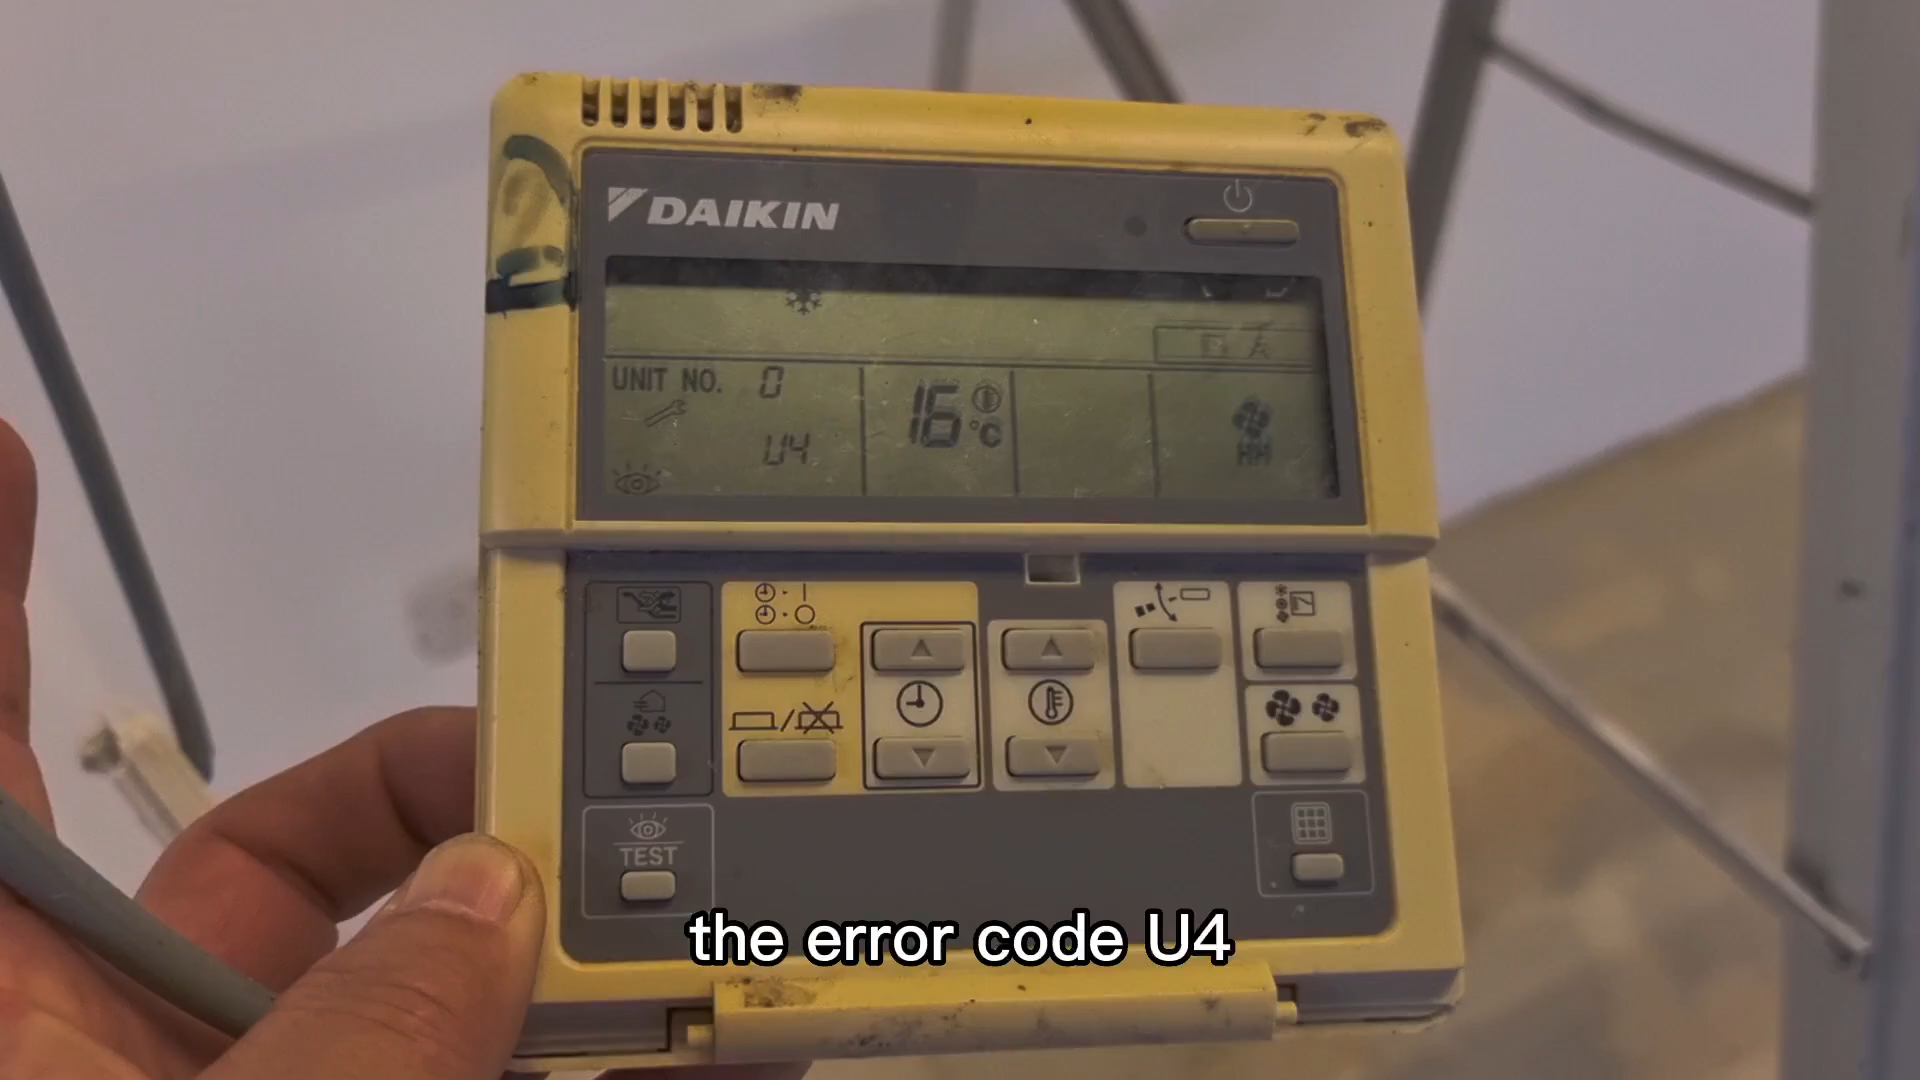 DAIKIN
UNIT NO. 0
16 °C
U4
TEST
the error code U4